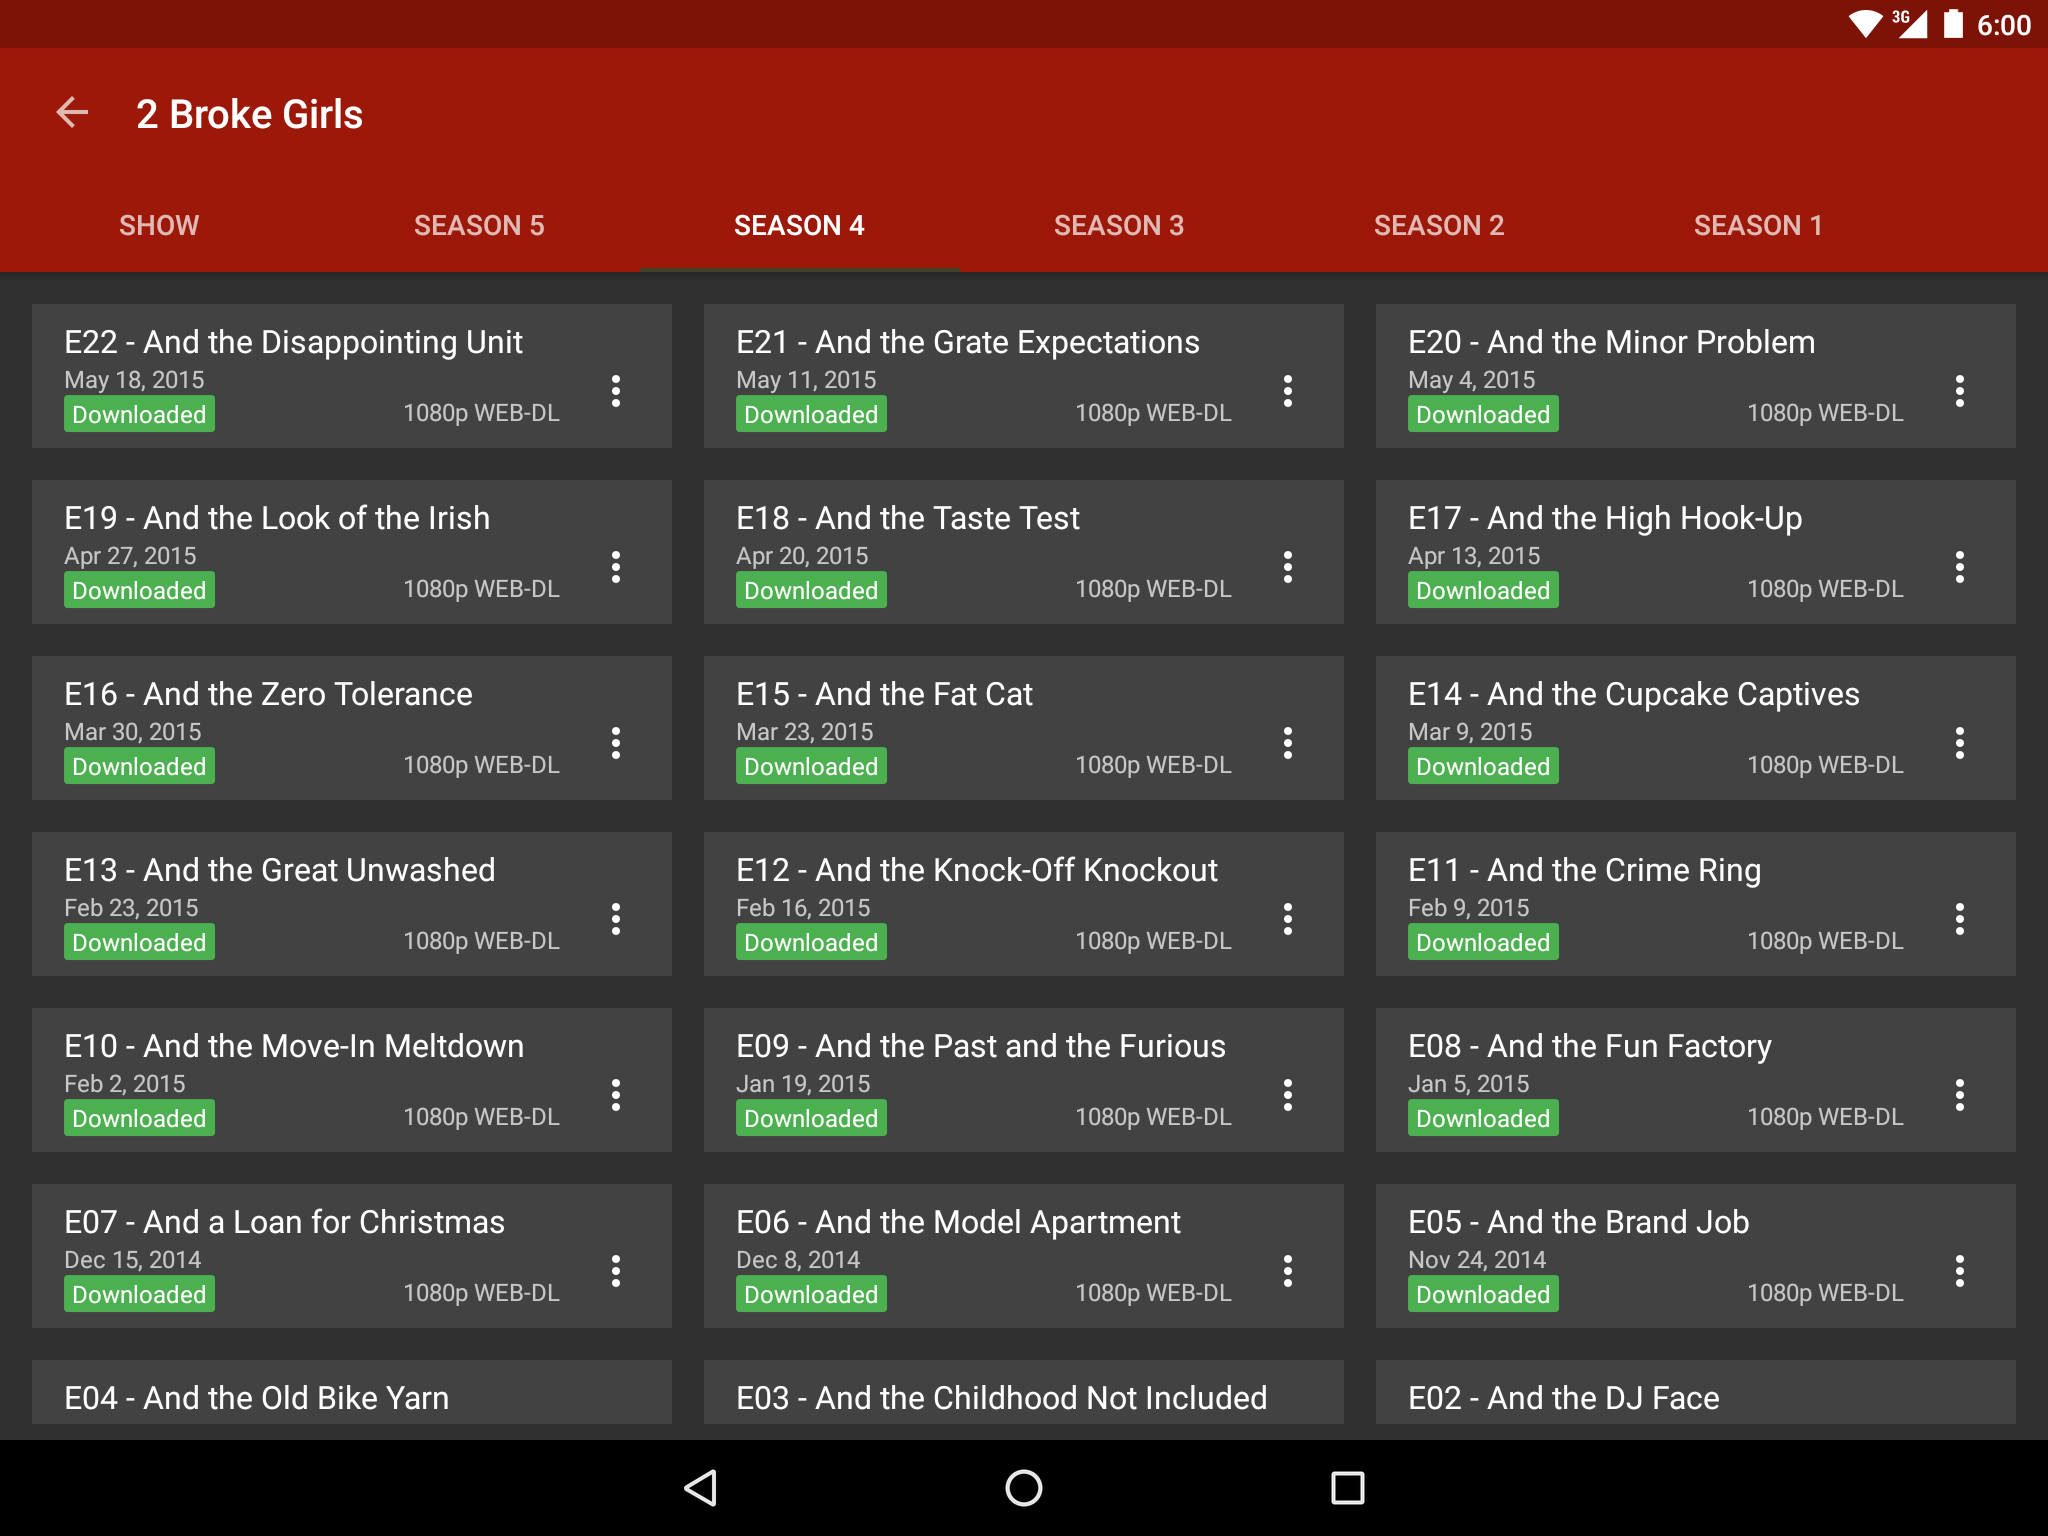 3G 6:00
2 Broke Girls
SHOW SEASON 5 SEASON 4 SEASON 3 SEASON 2 SEASON 1
E22 - And the Disappointing Unit
May 18, 2015
Downloaded 1080p WEB-DL
E21 - And the Grate Expectations
May 11, 2015
Downloaded 1080p WEB-DL
E20 - And the Minor Problem
May 4, 2015
Downloaded 1080p WEB-DL
E19 - And the Look of the Irish
Apr 27, 2015
Downloaded 1080p WEB-DL
E18 - And the Taste Test
Apr 20, 2015
Downloaded 1080p WEB-DL
E17 - And the High Hook-Up
Apr 13, 2015
Downloaded 1080p WEB-DL
E16 - And the Zero Tolerance
Mar 30, 2015
Downloaded 1080p WEB-DL
E15 - And the Fat Cat
Mar 23, 2015
Downloaded 1080p WEB-DL
E14 - And the Cupcake Captives
Mar 9, 2015
Downloaded 1080p WEB-DL
E13 - And the Great Unwashed
Feb 23, 2015
Downloaded 1080p WEB-DL
E12 - And the Knock-Off Knockout
Feb 16, 2015
Downloaded 1080p WEB-DL
E11 - And the Crime Ring
Feb 9, 2015
Downloaded 1080p WEB-DL
E10 - And the Move-In Meltdown
Feb 2, 2015
Downloaded 1080p WEB-DL
E09 - And the Past and the Furious
Jan 19, 2015
Downloaded 1080p WEB-DL
E08 - And the Fun Factory
Jan 5, 2015
Downloaded 1080p WEB-DL
E07 - And a Loan for Christmas
Dec 15, 2014
Downloaded 1080p WEB-DL
E06 - And the Model Apartment
Dec 8, 2014
Downloaded 1080p WEB-DL
E05 - And the Brand Job
Nov 24, 2014
Downloaded 1080p WEB-DL
E04 - And the Old Bike Yarn
E03 - And the Childhood Not Included
E02 - And the DJ Face